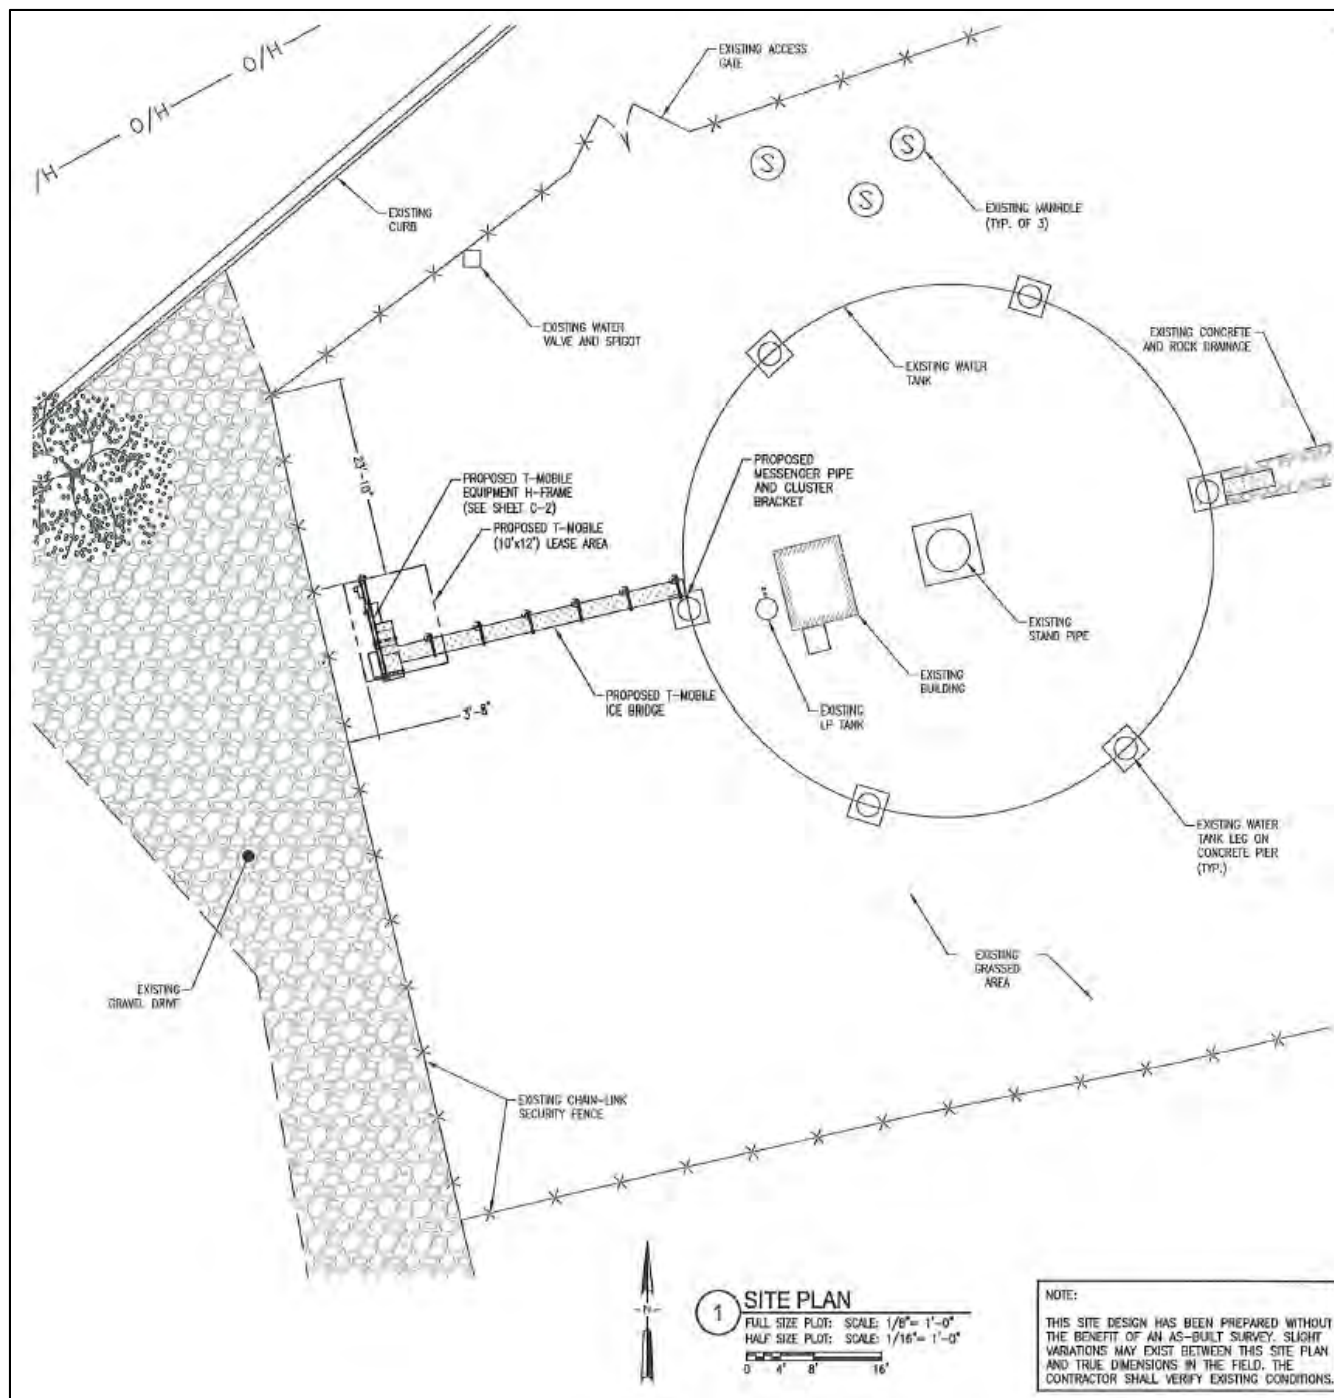 O/H
O/H
/H
EXISTING ACCESS
GATE
S
S
S
EXISTING
CURB
EXISTING MANHOLE
(TYP. OF 3)
EXISTING WATER
VALVE AND SPIGOT
EXISTING WATER
TANK
EXISTING CONCRETE
AND ROCK DRAINAGE
23'-10"
PROPOSED T-MOBILE
EQUIPMENT H-FRAME
(SEE SHEET C-2)
PROPOSED T-MOBILE
(10'x12') LEASE AREA
PROPOSED
MESSENGER PIPE
AND CLUSTER
BRACKET
EXISTING
STAND PIPE
EXISTING
BUILDING
PROPOSED T-MOBILE
ICE BRIDGE
EXISTING
LP TANK
3'-8"
EXISTING WATER
TANK LEG ON
CONCRETE PIER
(TYP.)
EXISTING
GRASSED
AREA
EXISTING
GRAVEL DRIVE
EXISTING CHAIN-LINK
SECURITY FENCE
N
1
SITE PLAN
FULL SIZE PLOT: SCALE: 1/8"= 1'-0"
HALF SIZE PLOT: SCALE: 1/16"= 1'-0"
0 4' 8' 16'
NOTE:
THIS SITE DESIGN HAS BEEN PREPARED WITHOUT
THE BENEFIT OF AN AS-BUILT SURVEY. SLIGHT
VARIATIONS MAY EXIST BETWEEN THIS SITE PLAN
AND TRUE DIMENSIONS IN THE FIELD. THE
CONTRACTOR SHALL VERIFY EXISTING CONDITIONS.